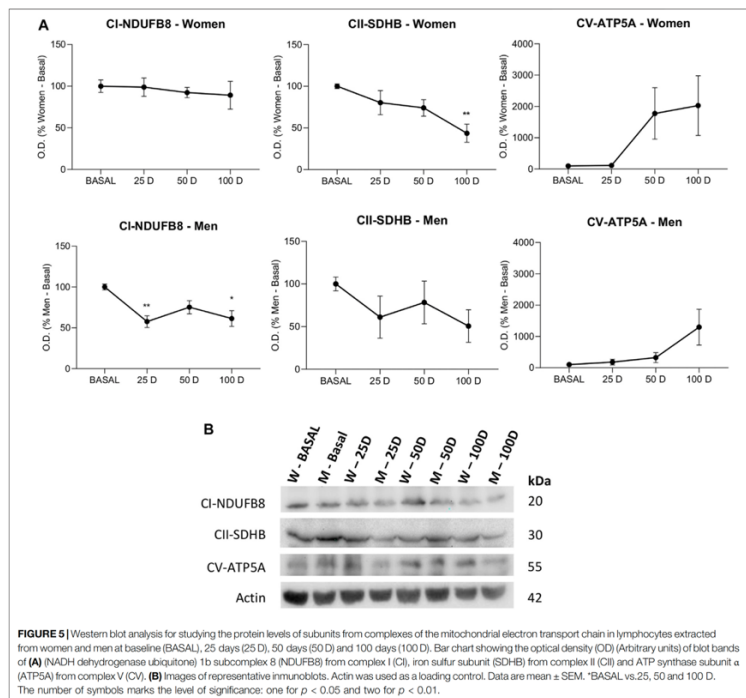 A
CI-NDUFB8 - Women
O.D. (% Women - Basal)
150
100
50
0
BASAL 25 D 50 D 100 D
CII-SDHB - Women
O.D. (% Women - Basal)
150
100
50
0
**
BASAL 25 D 50 D 100 D
CV-ATP5A - Women
O.D. (% Women - Basal)
4000
3000
2000
1000
0
BASAL 25 D 50 D 100 D
CI-NDUFB8 - Men
O.D. (% Men - Basal)
150
100
50
0
**
*
BASAL 25 D 50 D 100 D
CII-SDHB - Men
O.D. (% Men - Basal)
150
100
50
0
BASAL 25 D 50 D 100 D
CV-ATP5A - Men
O.D. (% Men - Basal)
4000
3000
2000
1000
0
BASAL 25 D 50 D 100 D
B
W - BASAL
M - Basal
W – 25D
M – 25D
W – 50D
M – 50D
W – 100D
M – 100D
kDa
CI-NDUFB8 20
CII-SDHB 30
CV-ATP5A 55
Actin 42
FIGURE 5 | Western blot analysis for studying the protein levels of subunits from complexes of the mitochondrial electron transport chain in lymphocytes extracted
from women and men at baseline (BASAL), 25 days (25 D), 50 days (50 D) and 100 days (100 D). Bar chart showing the optical density (OD) (Arbitrary units) of blot bands
of (A) (NADH dehydrogenase ubiquitone) 1b subcomplex 8 (NDUFB8) from complex I (CI), iron sulfur subunit (SDHB) from complex II (CII) and ATP synthase subunit α
(ATP5A) from complex V (CV). (B) Images of representative inmunoblots. Actin was used as a loading control. Data are mean ± SEM. *BASAL vs.25, 50 and 100 D.
The number of symbols marks the level of significance: one for p < 0.05 and two for p < 0.01.